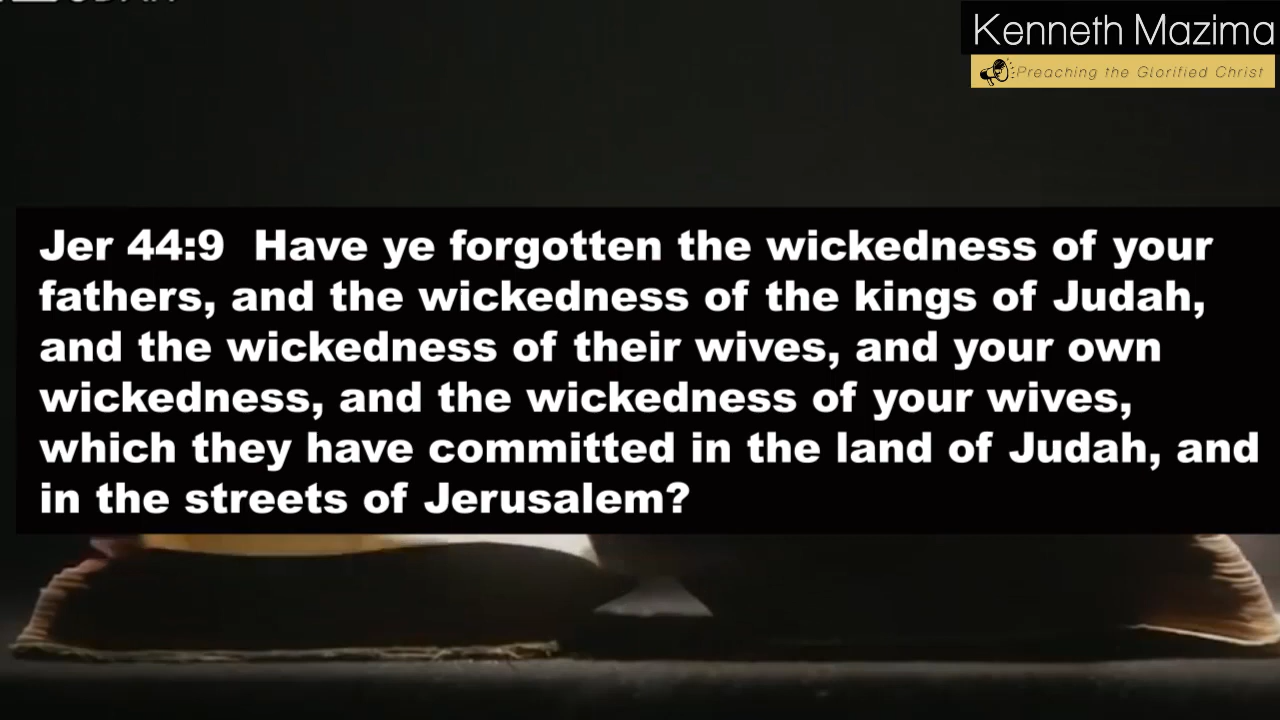 Kenneth Mazima
Preaching the Glorified Christ
Jer 44:9 Have ye forgotten the wickedness of your
fathers, and the wickedness of the kings of Judah,
and the wickedness of their wives, and your own
wickedness, and the wickedness of your wives,
which they have committed in the land of Judah, and
in the streets of Jerusalem?